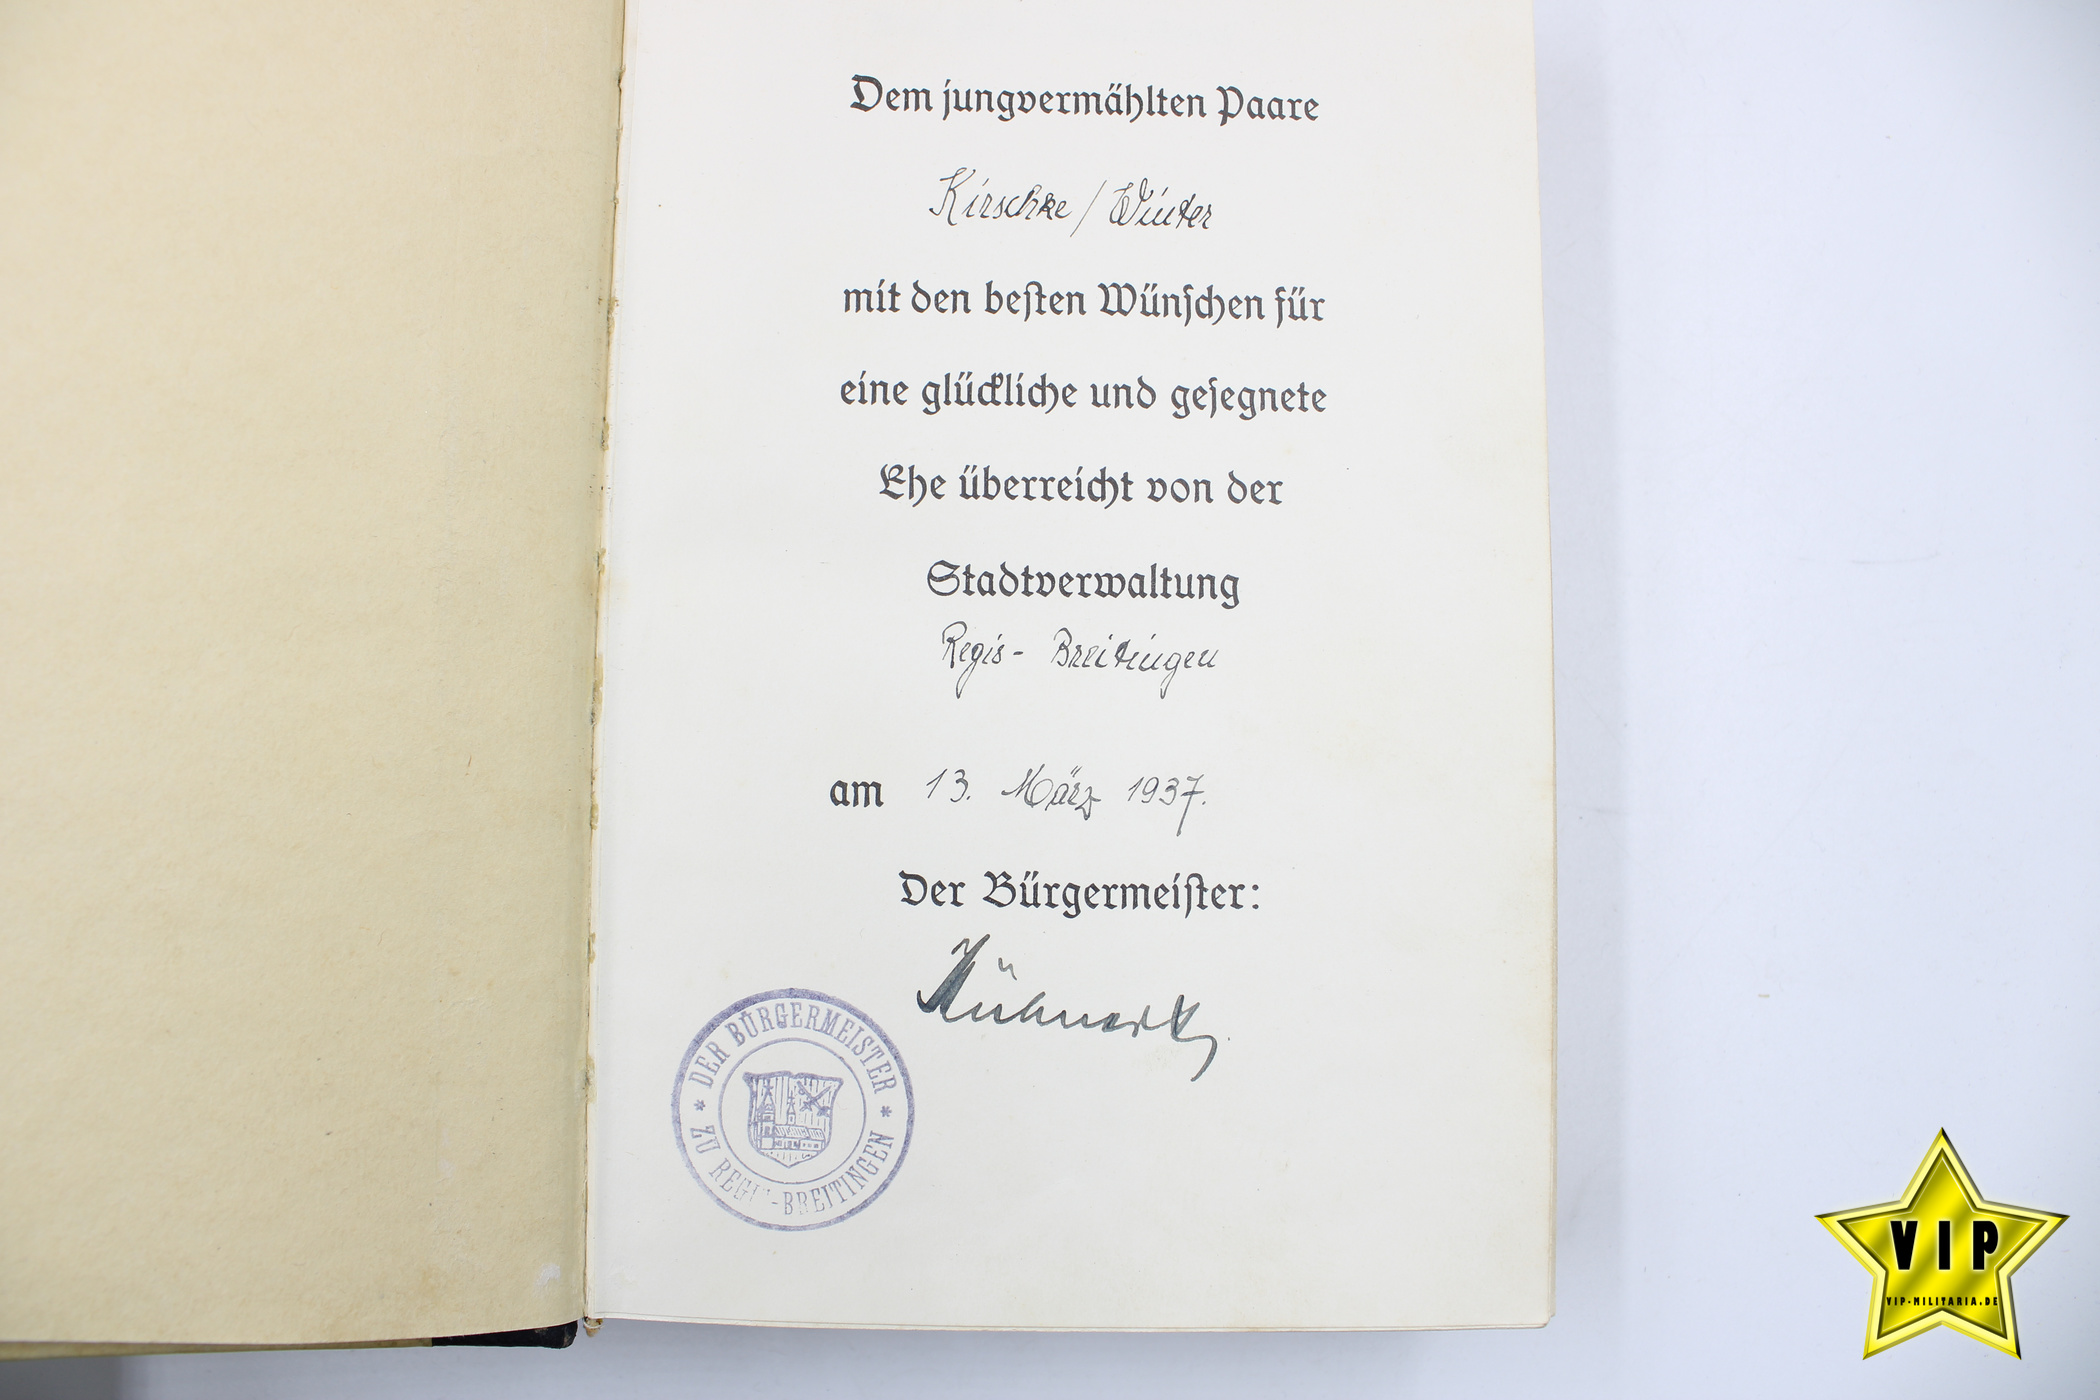 Dem jungvermählten Paare
Kirschke / Winter
mit den besten Wünschen für
eine glückliche und gesegnete
Ehe überreicht von der
Stadtverwaltung
Regis- Breitingen
am 13. März 1937.
Der Bürgermeister:
* DER BÜRGERMEISTER *
ZU REGIS-BREITINGEN
VIP
VIP-MILITARIA.DE